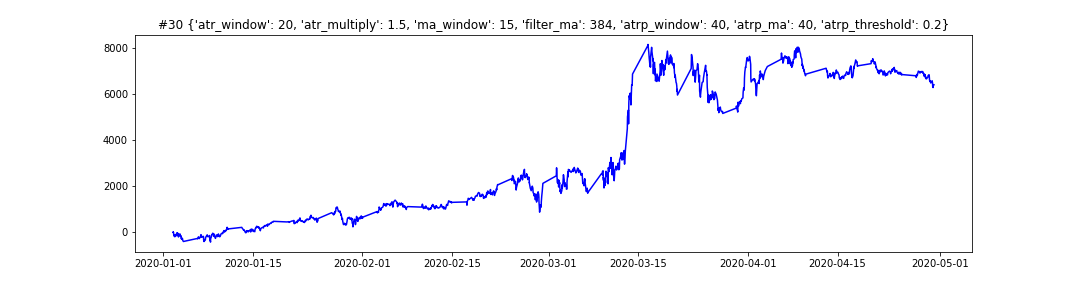 #30 {'atr_window': 20, 'atr_multiply': 1.5, 'ma_window': 15, 'filter_ma': 384, 'atrp_window': 40, 'atrp_ma': 40, 'atrp_threshold': 0.2}
8000
6000
4000
2000
0
2020-01-01 2020-01-15 2020-02-01 2020-02-15 2020-03-01 2020-03-15 2020-04-01 2020-04-15 2020-05-01